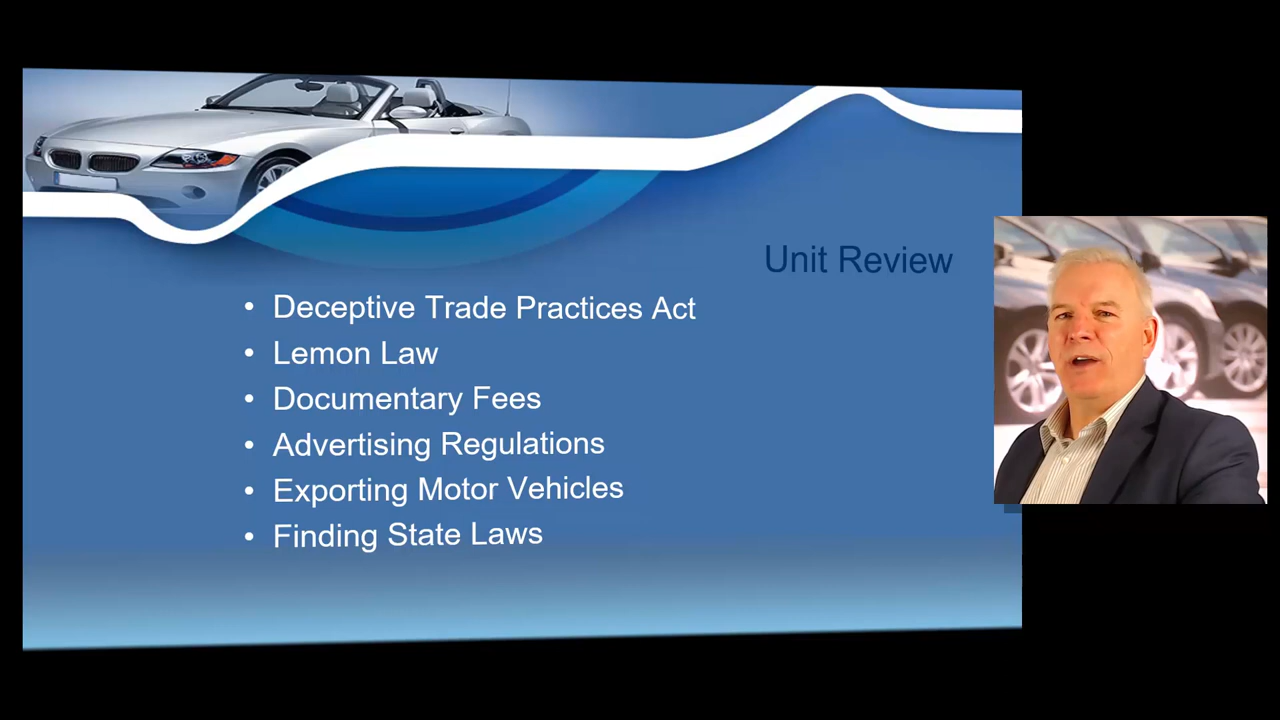 Unit Review
• Deceptive Trade Practices Act
• Lemon Law
• Documentary Fees
• Advertising Regulations
• Exporting Motor Vehicles
• Finding State Laws